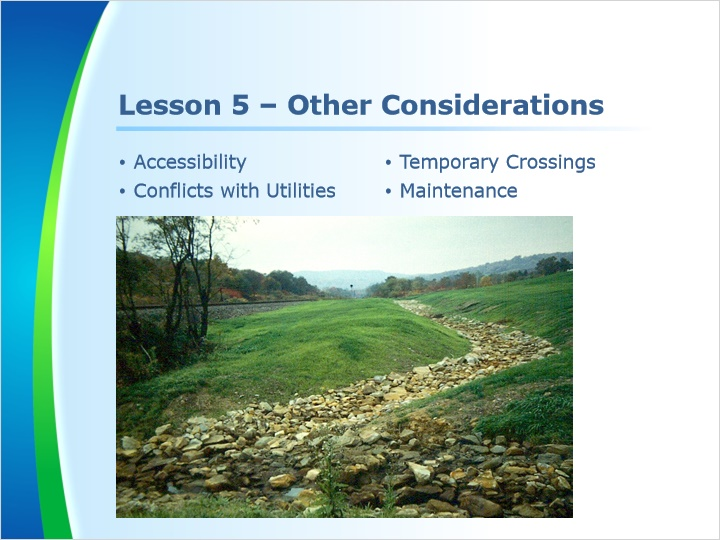 Lesson 5 – Other Considerations
• Accessibility
• Conflicts with Utilities
• Temporary Crossings
• Maintenance